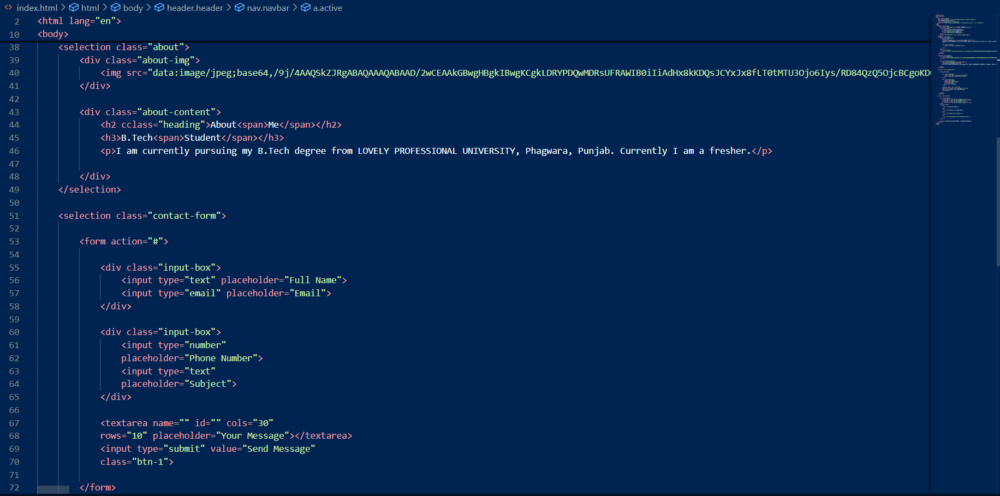 index.html > html > body > header.header > nav.navbar > a.active
2 <html lang="en">
10 <body>
38 <selection class="about">
39 <div class="about-img">
40 <img src="data:image/jpeg;base64,/9j/4AAQSkZJRgABAQAAAQABAAD/2wCEAAkGBwgHBgkIBwgKCgkLDRYPDQwMDRsUFRAWIB0iIiAdHx8kKDQsJCYxJx8fLT0tMTU3Ojo6Iys/RD84QzQ5OjcBCgoKD
41 </div>
42
43 <div class="about-content">
44 <h2 cclass="heading">About<span>Me</span></h2>
45 <h3>B.Tech<span>Student</span></h3>
46 <p>I am currently pursuing my B.Tech degree from LOVELY PROFESSIONAL UNIVERSITY, Phagwara, Punjab. Currently I am a fresher.</p>
47
48 </div>
49 </selection>
50
51 <selection class="contact-form">
52
53 <form action="#">
54
55 <div class="input-box">
56 <input type="text" placeholder="Full Name">
57 <input type="email" placeholder="Email">
58 </div>
59
60 <div class="input-box">
61 <input type="number"
62 placeholder="Phone Number">
63 <input type="text"
64 placeholder="Subject">
65 </div>
66
67 <textarea name="" id="" cols="30"
68 rows="10" placeholder="Your Message"></textarea>
69 <input type="submit" value="Send Message"
70 class="btn-1">
71
72 </form>